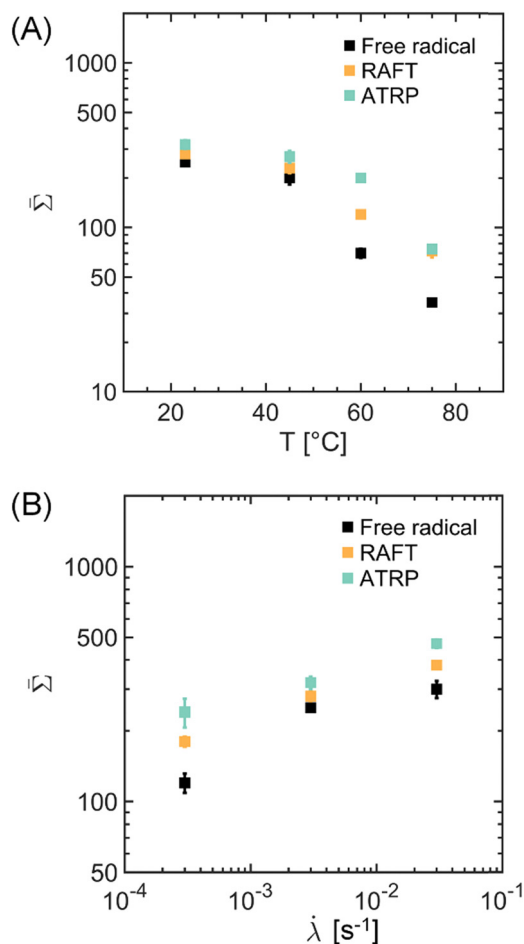 (A)
1000
500
100
50
10
Σ̄
Free radical
RAFT
ATRP
20 40 60 80
T [°C]
(B)
1000
500
100
50
Σ̄
Free radical
RAFT
ATRP
10⁻⁴ 10⁻³ 10⁻² 10⁻¹
λ̇ [s⁻¹]